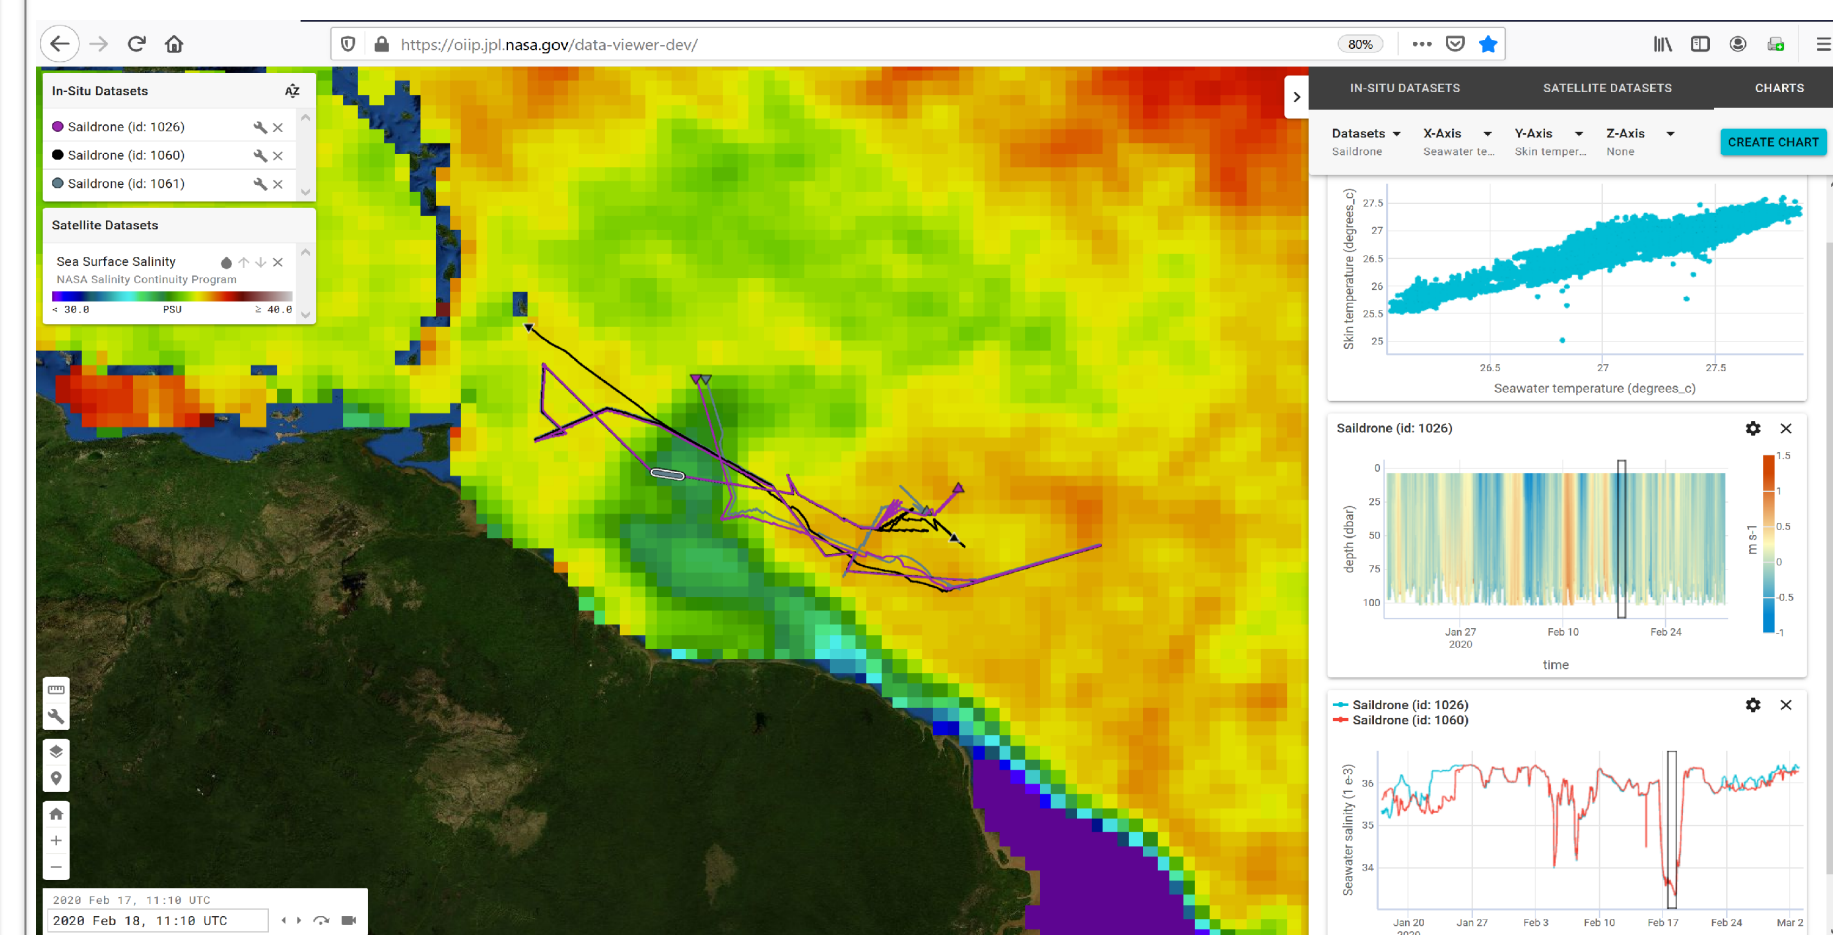 https://oiip.jpl.nasa.gov/data-viewer-dev/
80%
In-Situ Datasets
AZ
Saildrone (id: 1026)
Saildrone (id: 1060)
Saildrone (id: 1061)
Satellite Datasets
Sea Surface Salinity
NASA Salinity Continuity Program
< 30.0 PSU ≥ 40.0
2020 Feb 17, 11:10 UTC
2020 Feb 18, 11:10 UTC
IN-SITU DATASETS SATELLITE DATASETS CHARTS
Datasets X-Axis Y-Axis Z-Axis
Saildrone Seawater te... Skin temper... None
CREATE CHART
Skin temperature (degrees_c)
27.5
27
26.5
26
25.5
25
26.5 27 27.5
Seawater temperature (degrees_c)
Saildrone (id: 1026)
depth (dbar)
0
25
50
75
100
Jan 27 Feb 10 Feb 24
2020
time
1.5
1
0.5
0
-0.5
-1
m s-1
Saildrone (id: 1026)
Saildrone (id: 1060)
Seawater salinity (1 e-3)
36
35
34
Jan 20 Jan 27 Feb 3 Feb 10 Feb 17 Feb 24 Mar 2
2020